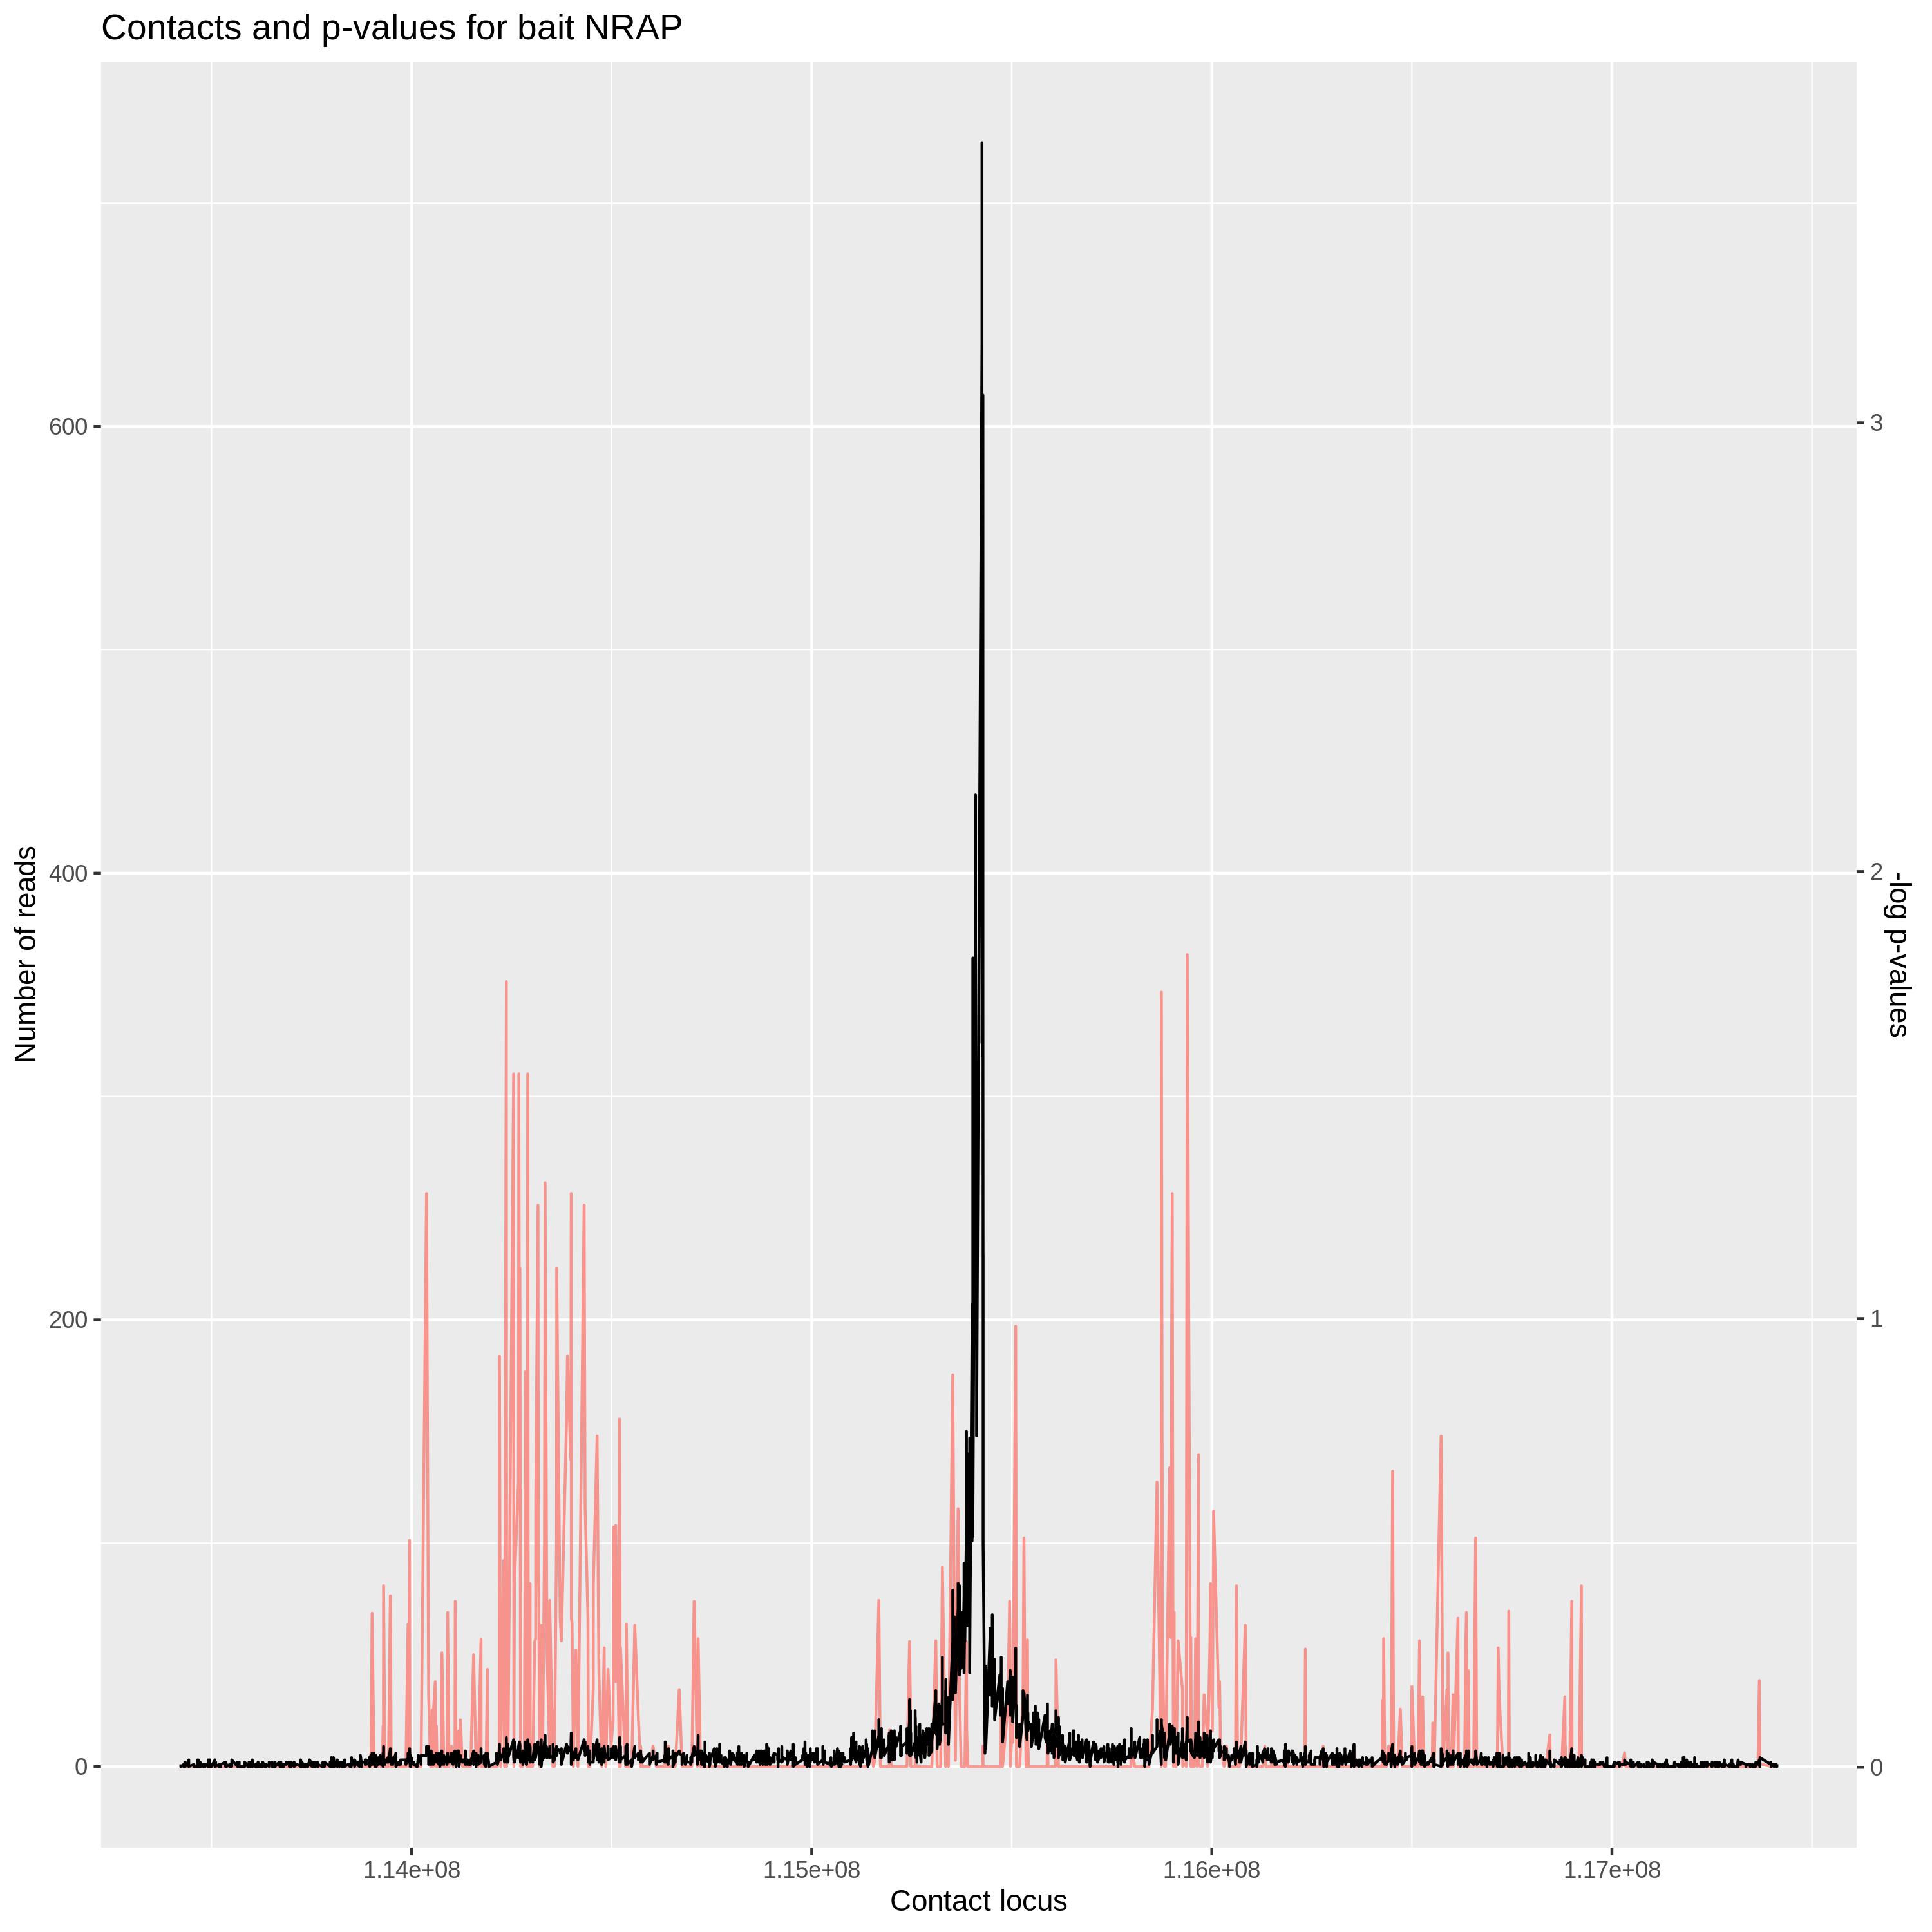 Contacts and p-values for bait NRAP
Number of reads
600
400
200
0
3
2
1
0
-log p-values
1.14e+08
1.15e+08
1.16e+08
1.17e+08
Contact locus